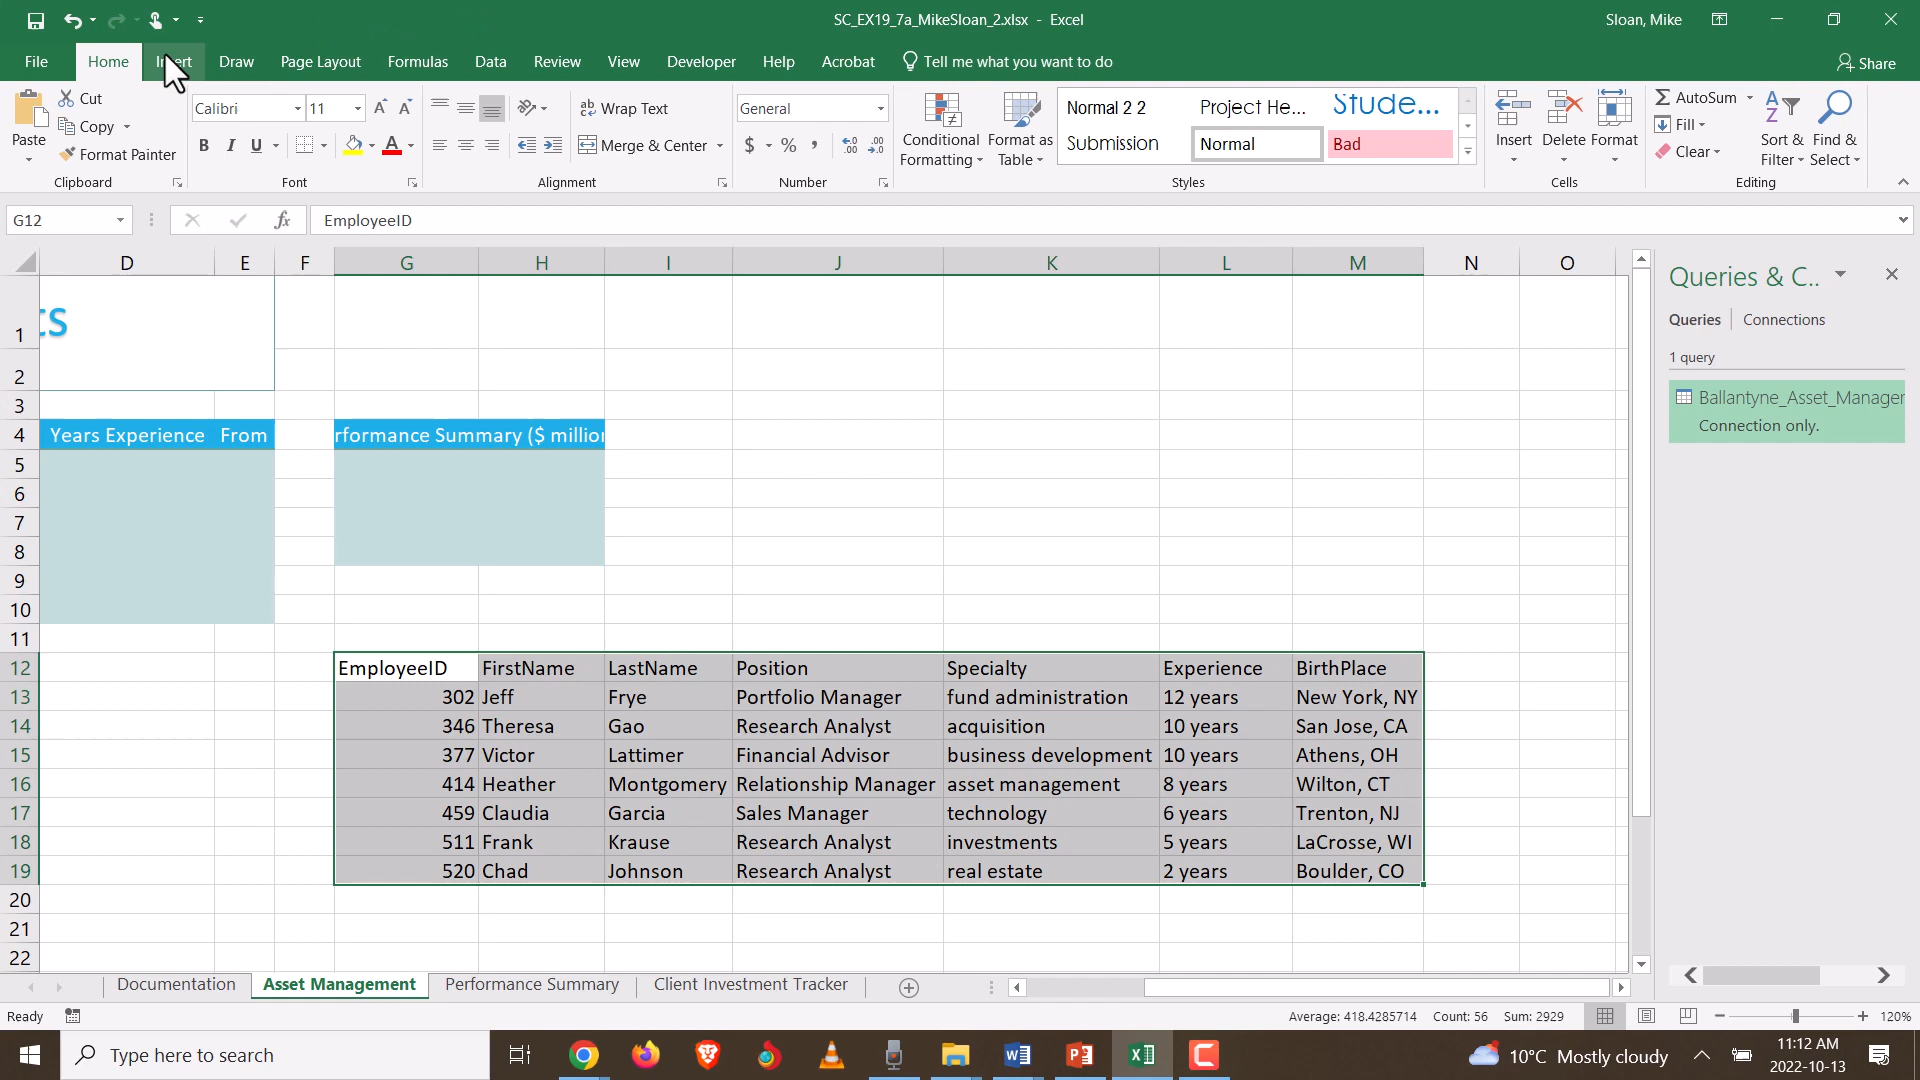 SC_EX19_7a_MikeSloan_2.xlsx - Excel
Sloan, Mike
File Home Insert Draw Page Layout Formulas Data Review View Developer Help Acrobat Tell me what you want to do Share
Paste
Cut
Copy
Format Painter
Clipboard
Calibri 11
B I U
Font
Wrap Text
Merge & Center
Alignment
General
$ % ,
Number
Conditional Formatting
Format as Table
Normal 2 2 Project He... Stude...
Submission Normal Bad
Styles
Insert Delete Format
Cells
AutoSum
Fill
Clear
Sort & Filter
Find & Select
Editing
G12 fx EmployeeID
D E F G H I J K L M N O
1 ts
2
3
4 Years Experience From rformance Summary ($ million
5
6
7
8
9
10
11
12 EmployeeID FirstName LastName Position Specialty Experience BirthPlace
13 302 Jeff Frye Portfolio Manager fund administration 12 years New York, NY
14 346 Theresa Gao Research Analyst acquisition 10 years San Jose, CA
15 377 Victor Lattimer Financial Advisor business development 10 years Athens, OH
16 414 Heather Montgomery Relationship Manager asset management 8 years Wilton, CT
17 459 Claudia Garcia Sales Manager technology 6 years Trenton, NJ
18 511 Frank Krause Research Analyst investments 5 years LaCrosse, WI
19 520 Chad Johnson Research Analyst real estate 2 years Boulder, CO
20
21
22
Queries & C..
Queries Connections
1 query
Ballantyne_Asset_Manager
Connection only.
Documentation Asset Management Performance Summary Client Investment Tracker
Ready Average: 418.4285714 Count: 56 Sum: 2929 120%
Type here to search
10°C Mostly cloudy
11:12 AM
2022-10-13